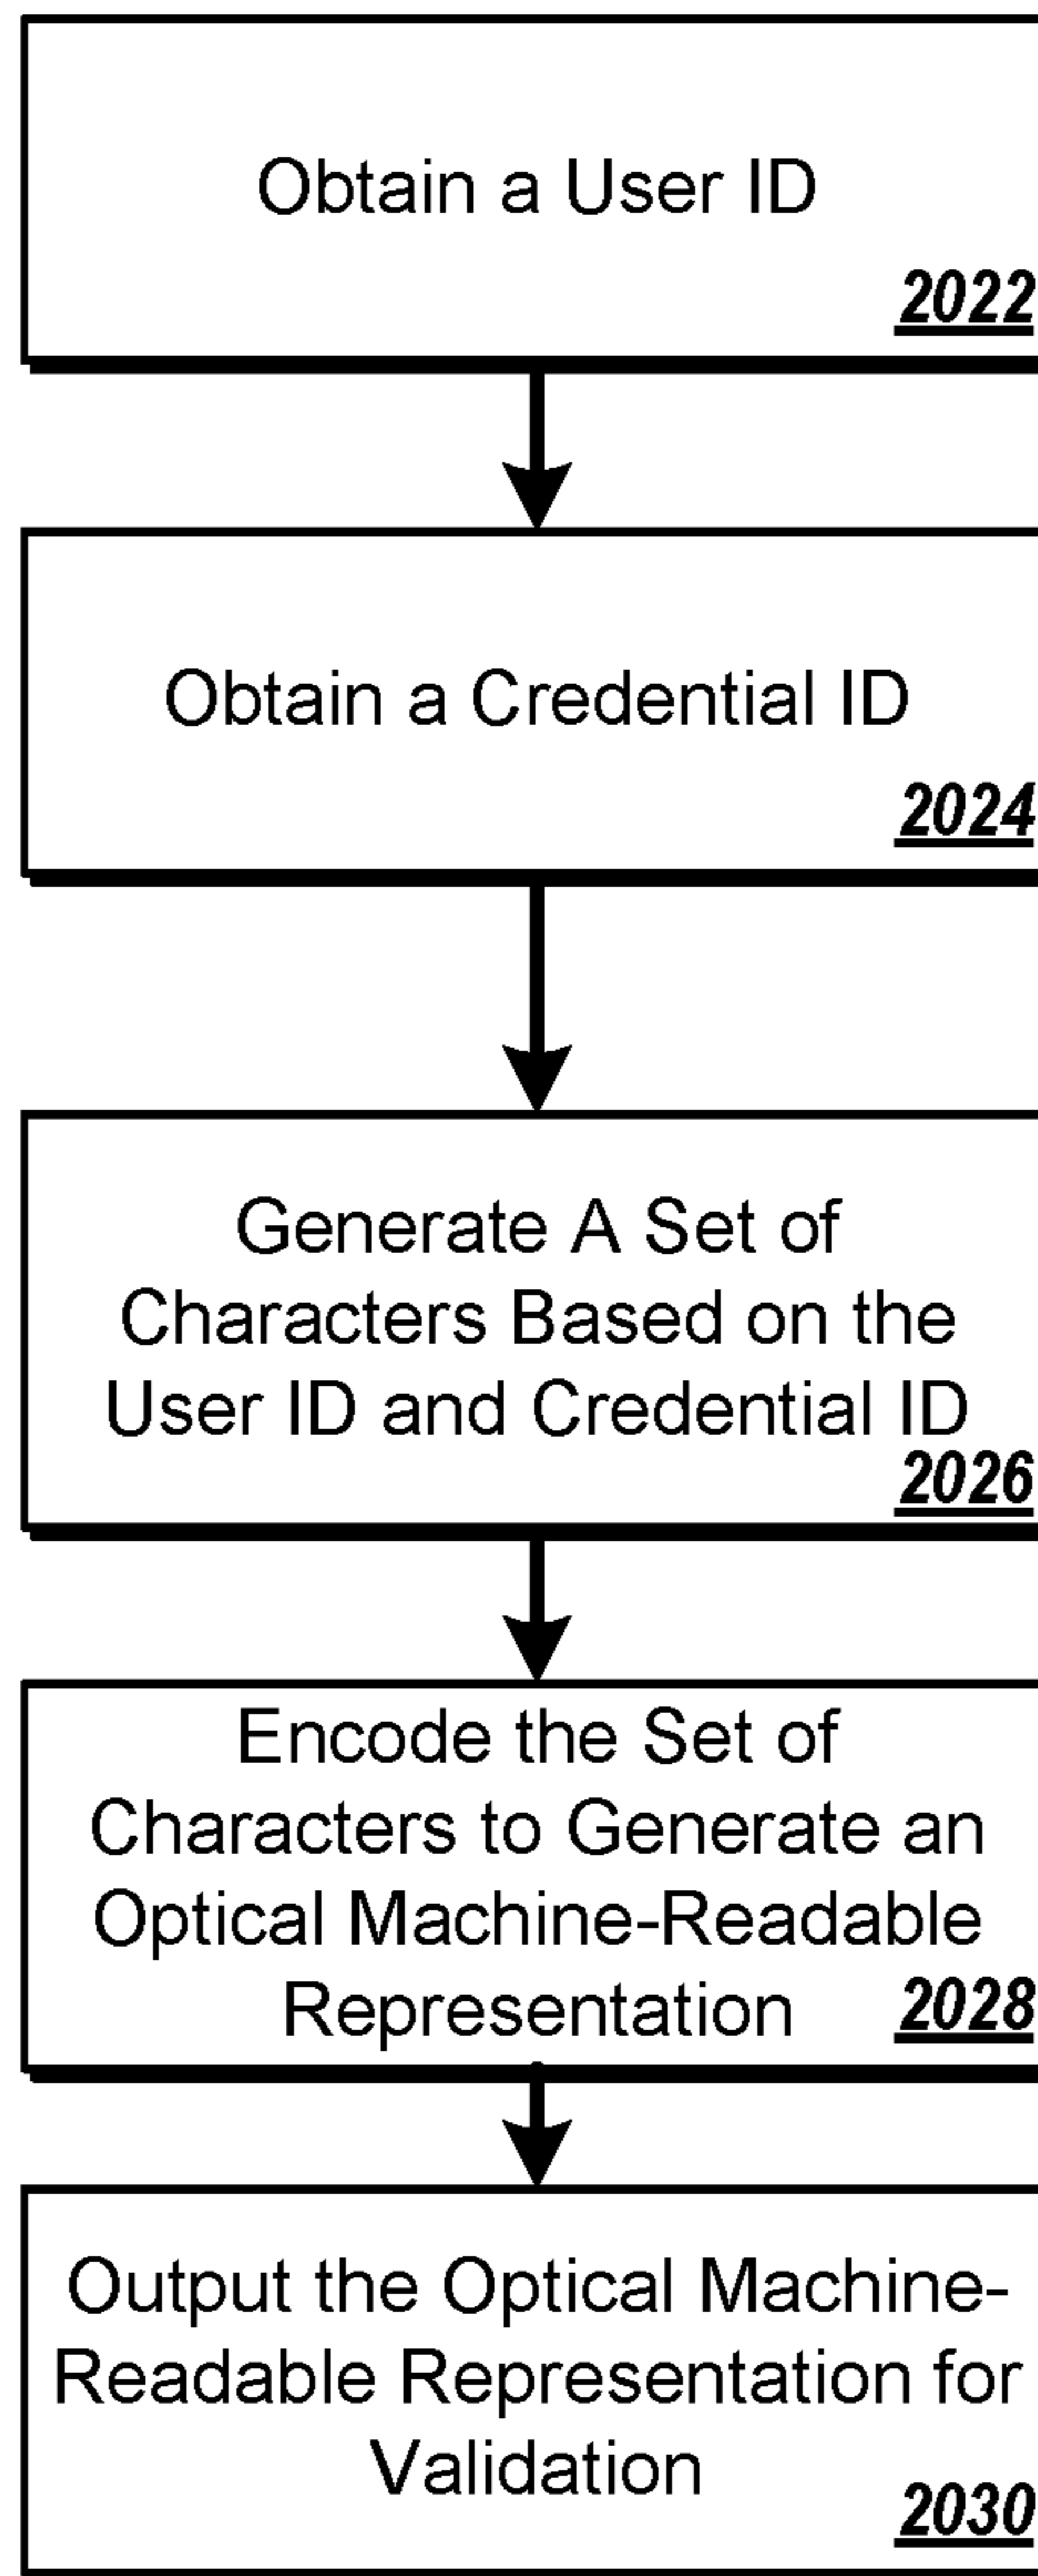 Obtain a User ID
2022
Obtain a Credential ID
2024
Generate A Set of
Characters Based on the
User ID and Credential ID
2026
Encode the Set of
Characters to Generate an
Optical Machine-Readable
Representation
2028
Output the Optical Machine-
Readable Representation for
Validation
2030